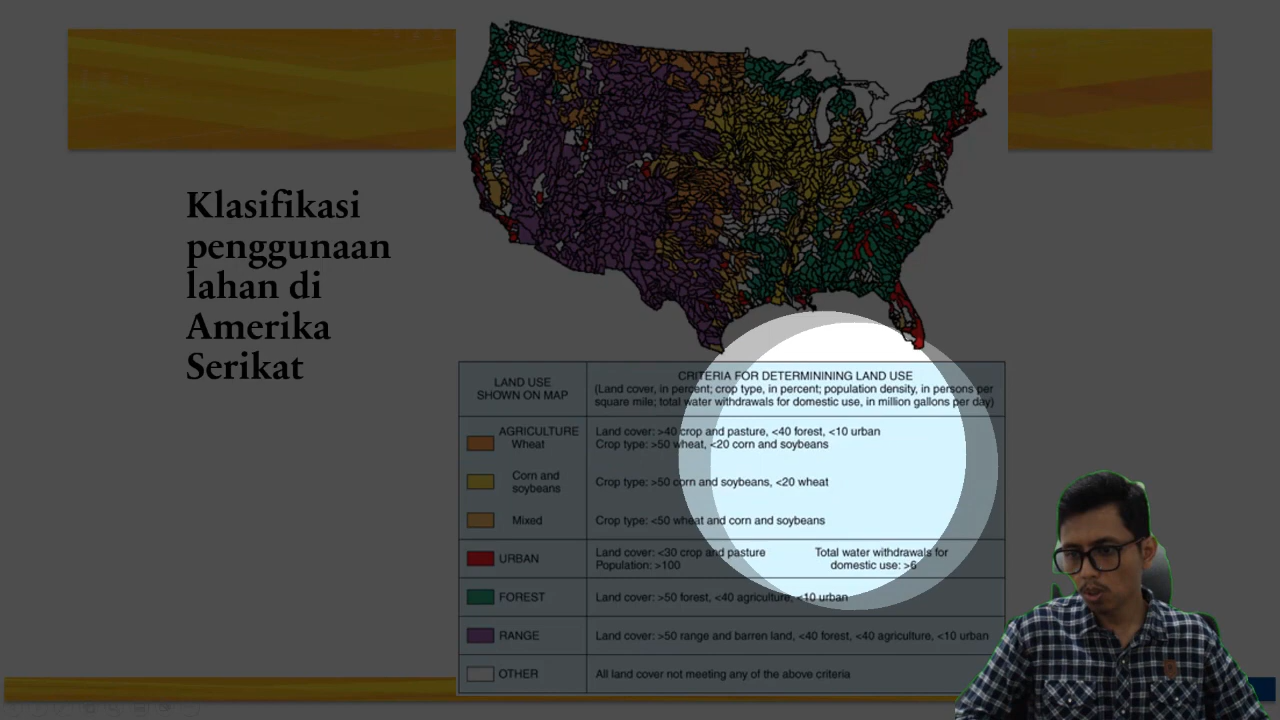 Klasifikasi
penggunaan
lahan di
Amerika
Serikat
LAND USE
SHOWN ON MAP
CRITERIA FOR DETERMINING LAND USE
(Land cover, in percent; crop type, in percent; population density, in persons per
square mile; total water withdrawals for domestic use, in million gallons per day)
AGRICULTURE
Wheat
Land cover: >40 crop and pasture, <40 forest, <10 urban
Crop type: >50 wheat, <20 corn and soybeans
Corn and
soybeans
Crop type: >50 corn and soybeans, <20 wheat
Mixed
Crop type: <50 wheat and corn and soybeans
URBAN
Land cover: <30 crop and pasture
Population: >100
Total water withdrawals for
domestic use: >6
FOREST
Land cover: >50 forest, <40 agriculture, <10 urban
RANGE
Land cover: >50 range and barren land, <40 forest, <40 agriculture, <10 urban
OTHER
All land cover not meeting any of the above criteria